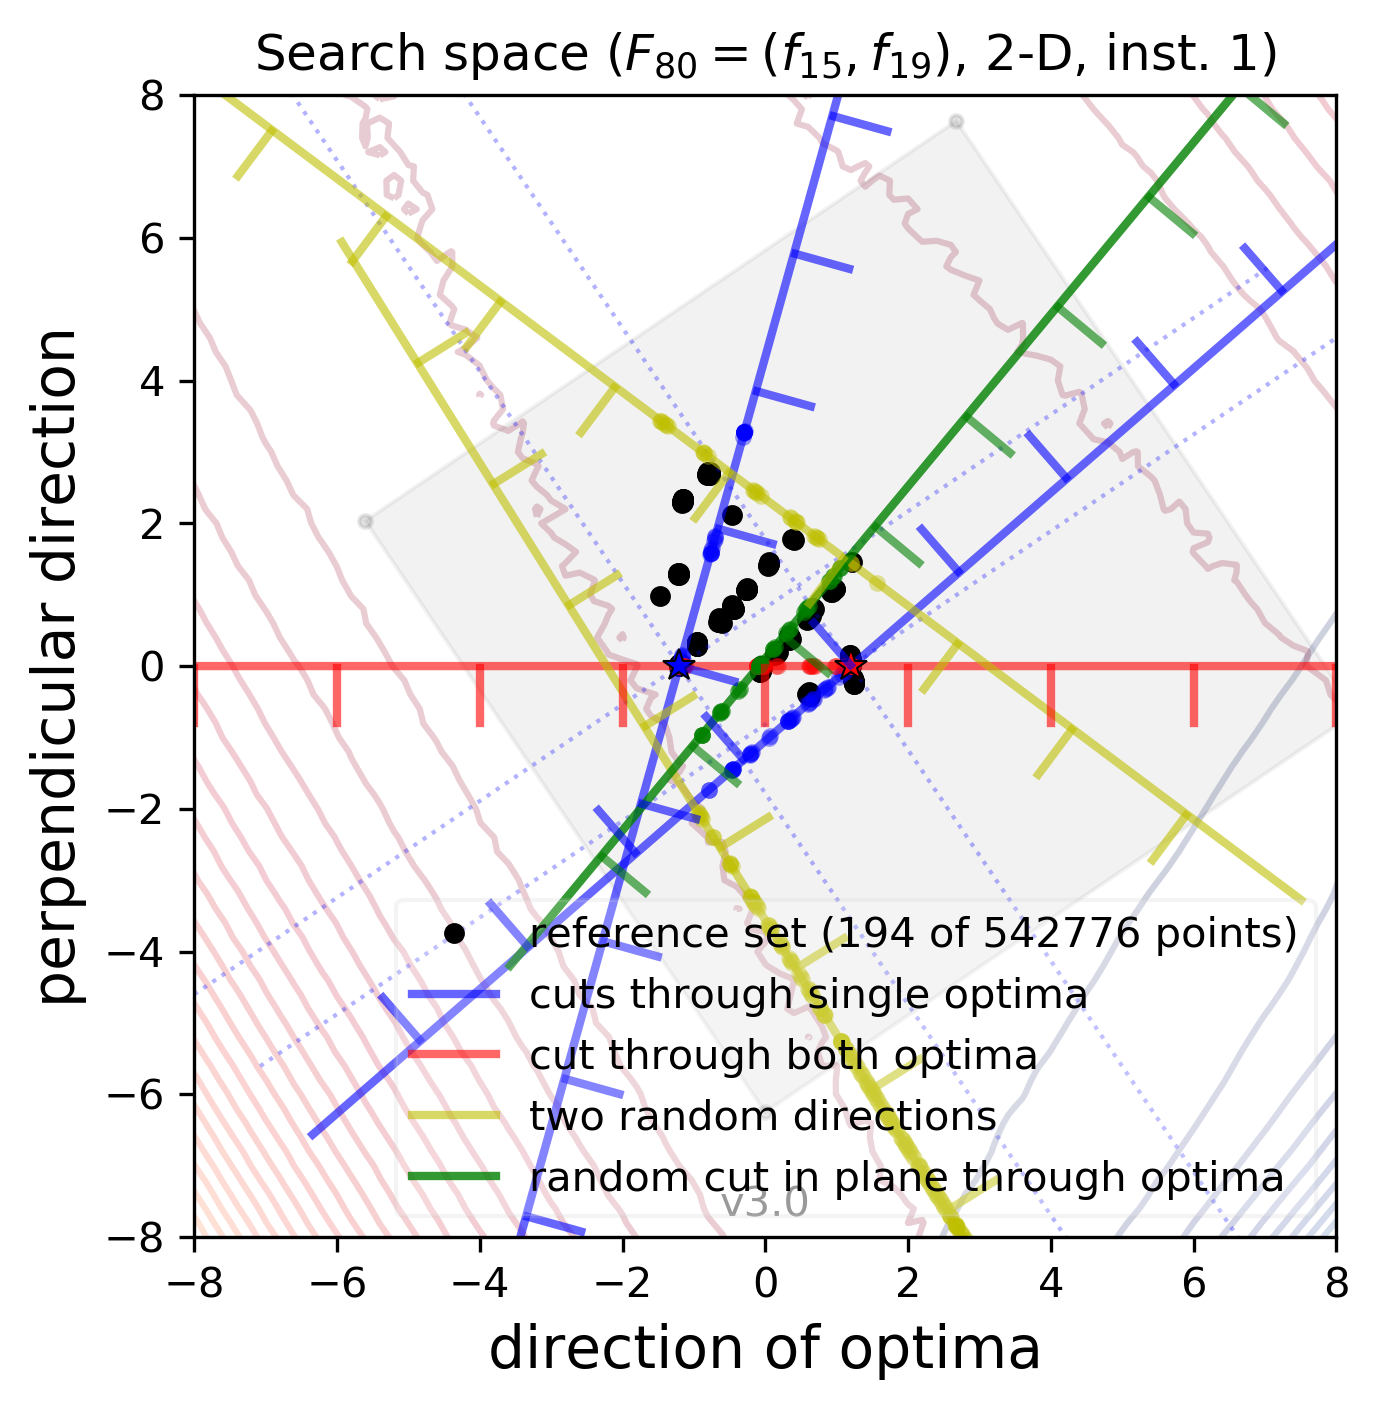 Search space (F80 = (f15, f19), 2-D, inst. 1)
8
6
4
2
0
−2
−4
−6
−8
perpendicular direction
reference set (194 of 542776 points)
cuts through single optima
cut through both optima
two random directions
random cut in plane through optima
v3.0
−8 −6 −4 −2 0 2 4 6 8
direction of optima